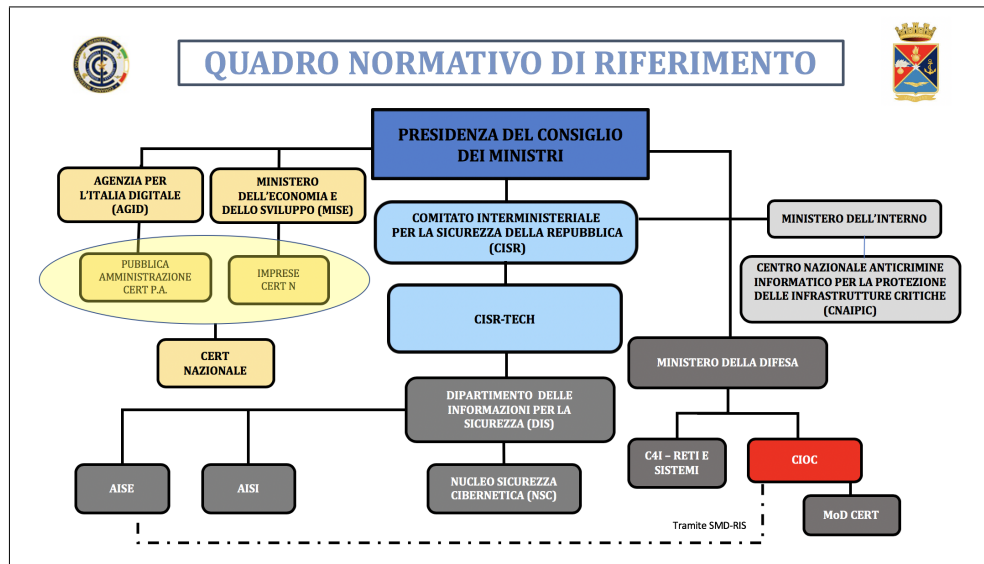 QUADRO NORMATIVO DI RIFERIMENTO
PRESIDENZA DEL CONSIGLIO
DEI MINISTRI
AGENZIA PER
L'ITALIA DIGITALE
(AGID)
MINISTERO
DELL'ECONOMIA E
DELLO SVILUPPO (MISE)
COMITATO INTERMINISTERIALE
PER LA SICUREZZA DELLA REPUBBLICA
(CISR)
MINISTERO DELL'INTERNO
PUBBLICA
AMMINISTRAZIONE
CERT P.A.
IMPRESE
CERT N
CENTRO NAZIONALE ANTICRIMINE
INFORMATICO PER LA PROTEZIONE
DELLE INFRASTRUTTURE CRITICHE
(CNAIPIC)
CISR-TECH
CERT
NAZIONALE
MINISTERO DELLA DIFESA
DIPARTIMENTO DELLE
INFORMAZIONI PER LA
SICUREZZA (DIS)
C4I – RETI E
SISTEMI
CIOC
AISE
AISI
NUCLEO SICUREZZA
CIBERNETICA (NSC)
MoD CERT
Tramite SMD-RIS